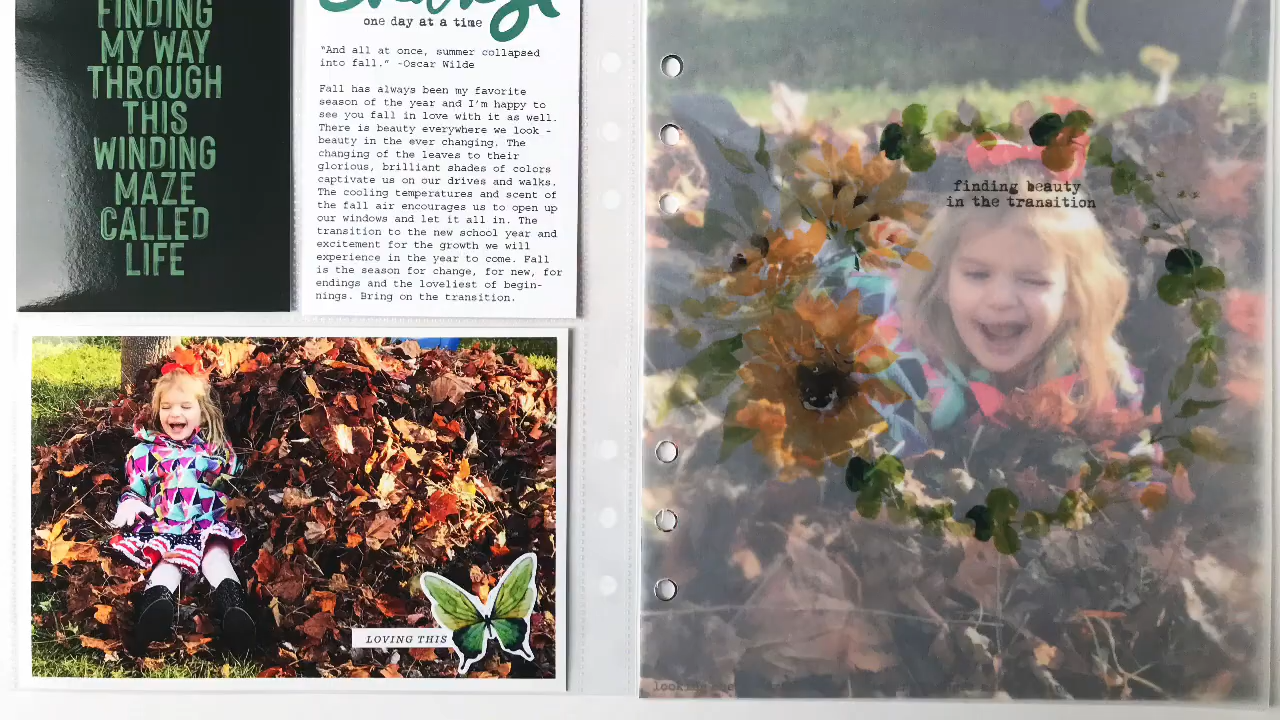 FINDING
MY WAY
THROUGH
THIS
WINDING
MAZE
CALLED
LIFE
one day at a time
"And all at once, summer collapsed
into fall." -Oscar Wilde
Fall has always been my favorite
season of the year and I'm happy to
see you fall in love with it as well.
There is beauty everywhere we look -
beauty in the ever changing. The
changing of the leaves to their
glorious, brilliant shades of colors
captivate us on our drives and walks.
The cooling temperatures and scent of
the fall air encourages us to open up
our windows and let it all in. The
transition to the new school year and
excitement for the growth we will
experience in the year to come. Fall
is the season for change, for new, for
endings and the loveliest of begin-
nings. Bring on the transition.
LOVING THIS
finding beauty
in the transition